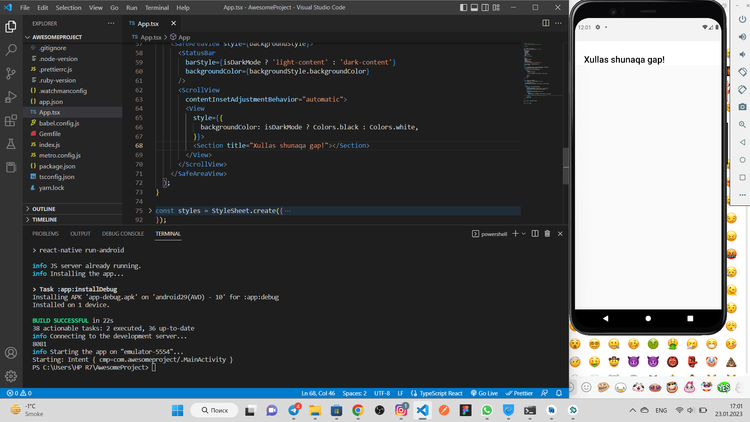 File Edit Selection View Go Run Terminal Help
App.tsx - AwesomeProject - Visual Studio Code
EXPLORER
AWESOMEPROJECT
.gitignore
.node-version
.prettierrc.js
.ruby-version
.watchmanconfig
app.json
App.tsx
babel.config.js
Gemfile
index.js
metro.config.js
package.json
tsconfig.json
yarn.lock
OUTLINE
TIMELINE
App.tsx
App.tsx > App
57 <SafeAreaView style={backgroundStyle}>
58 <StatusBar
59 barStyle={isDarkMode ? 'light-content' : 'dark-content'}
60 backgroundColor={backgroundStyle.backgroundColor}
61 />
62 <ScrollView
63 contentInsetAdjustmentBehavior="automatic">
64 <View
65 style={{
66 backgroundColor: isDarkMode ? Colors.black : Colors.white,
67 }}>
68 <Section title="Xullas shunaqa gap!"></Section>
69 </View>
70 </ScrollView>
71 </SafeAreaView>
72 );
73 }
74
75 const styles = StyleSheet.create({ ...
92 });
PROBLEMS OUTPUT DEBUG CONSOLE TERMINAL
powershell
> react-native run-android
info JS server already running.
info Installing the app...
> Task :app:installDebug
Installing APK 'app-debug.apk' on 'android29(AVD) - 10' for :app:debug
Installed on 1 device.
BUILD SUCCESSFUL in 22s
38 actionable tasks: 2 executed, 36 up-to-date
info Connecting to the development server...
8081
info Starting the app on "emulator-5554"...
Starting: Intent { cmp=com.awesomeproject/.MainActivity }
PS C:\Users\HP R7\AwesomeProject>
0 0
Ln 68, Col 46 Spaces: 2 UTF-8 LF TypeScript React Go Live Prettier
12:01
Xullas shunaqa gap!
-1°C
Smoke
Поиск
ENG
17:01
23.01.2023